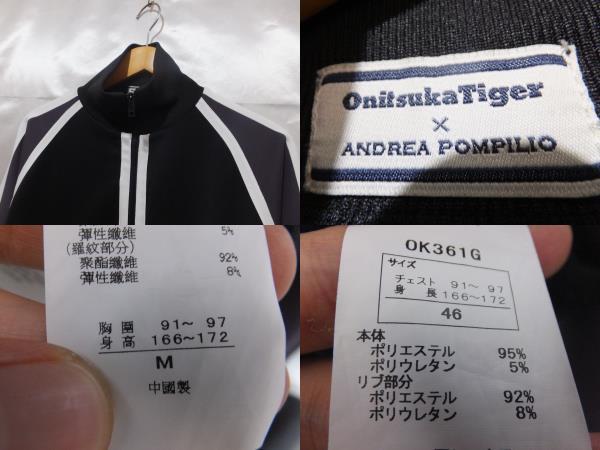 OnitsukaTiger
×
ANDREA POMPILIO
彈性纖維 5%
(羅紋部分)
聚酯纖維 92%
彈性纖維 8%
胸圍 91~ 97
身高 166~172
M
中國製
OK361G
サイズ
チェスト 91~ 97
身 長 166~172
46
本体
ポリエステル 95%
ポリウレタン 5%
リブ部分
ポリエステル 92%
ポリウレタン 8%